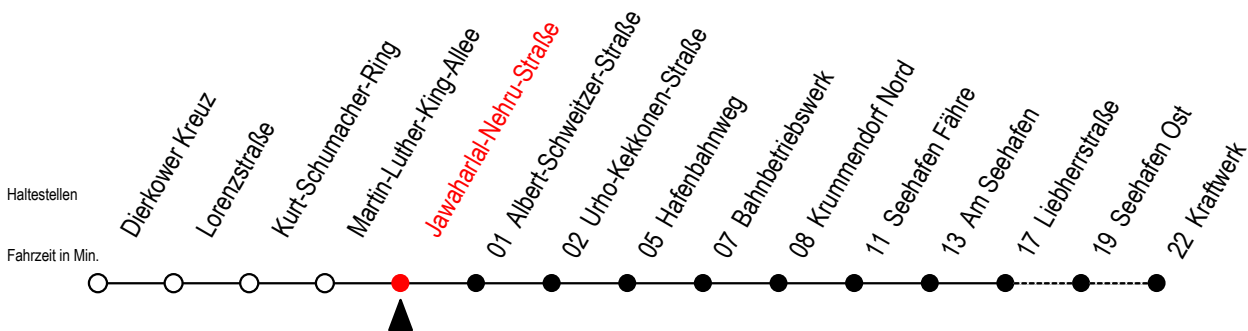 Haltestellen
Fahrzeit in Min.
Dierkower Kreuz
Lorenzstraße
Kurt-Schumacher-Ring
Martin-Luther-King-Allee
Jawaharlal-Nehru-Straße
01 Albert-Schweitzer-Straße
02 Urho-Kekkonen-Straße
05 Hafenbahnweg
07 Bahnbetriebswerk
08 Krummendorf Nord
11 Seehafen Fähre
13 Am Seehafen
17 Liebherrstraße
19 Seehafen Ost
22 Kraftwerk